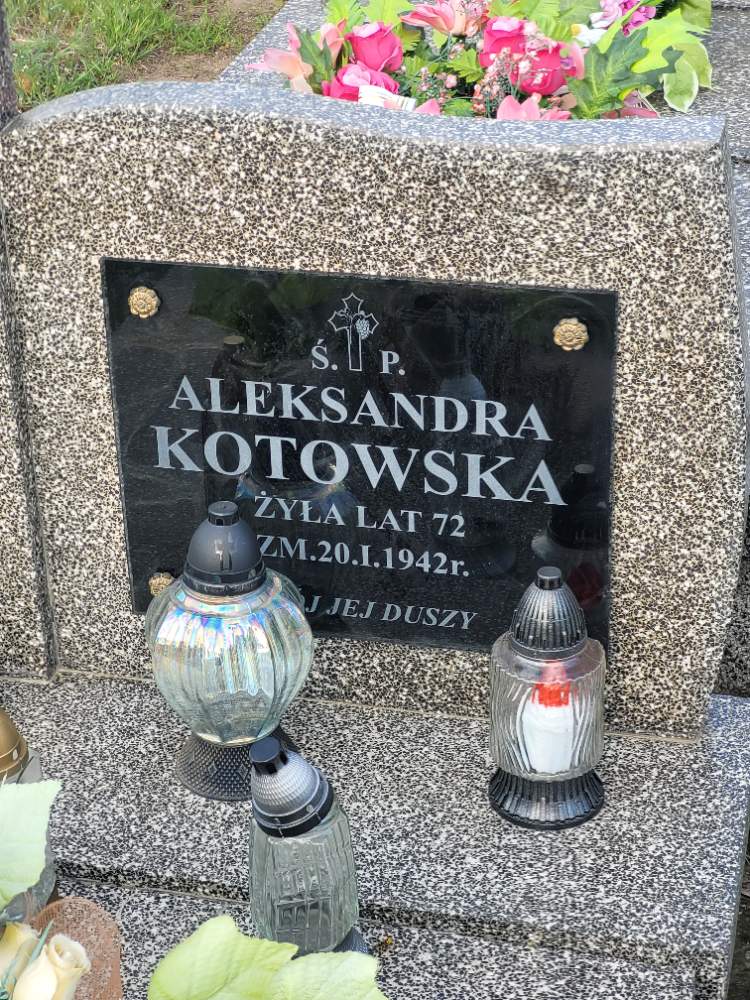 Ś. P.
ALEKSANDRA
KOTOWSKA
ŻYŁA LAT 72
ZM.20.I.1942r.
JEJ DUSZY